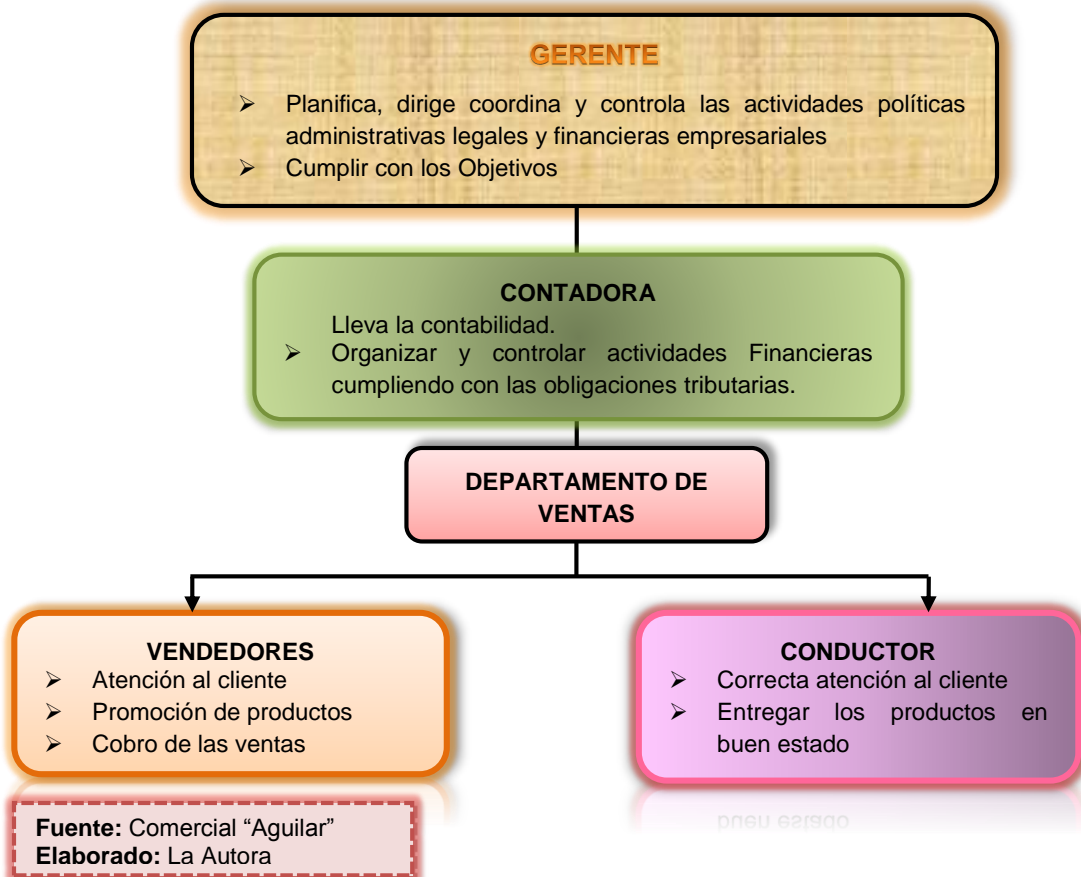 GERENTE
➢ Planifica, dirige coordina y controla las actividades políticas
administrativas legales y financieras empresariales
➢ Cumplir con los Objetivos
CONTADORA
Lleva la contabilidad.
➢ Organizar y controlar actividades Financieras
cumpliendo con las obligaciones tributarias.
DEPARTAMENTO DE
VENTAS
VENDEDORES
➢ Atención al cliente
➢ Promoción de productos
➢ Cobro de las ventas
CONDUCTOR
➢ Correcta atención al cliente
➢ Entregar los productos en
buen estado
Fuente: Comercial “Aguilar”
Elaborado: La Autora